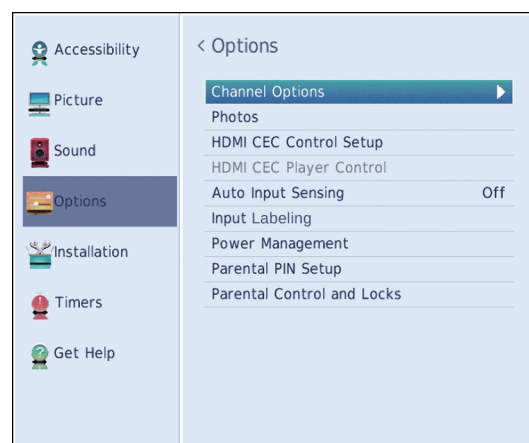 Accessibility
Picture
Sound
Options
Installation
Timers
Get Help
< Options
Channel Options
Photos
HDMI CEC Control Setup
HDMI CEC Player Control
Auto Input Sensing Off
Input Labeling
Power Management
Parental PIN Setup
Parental Control and Locks